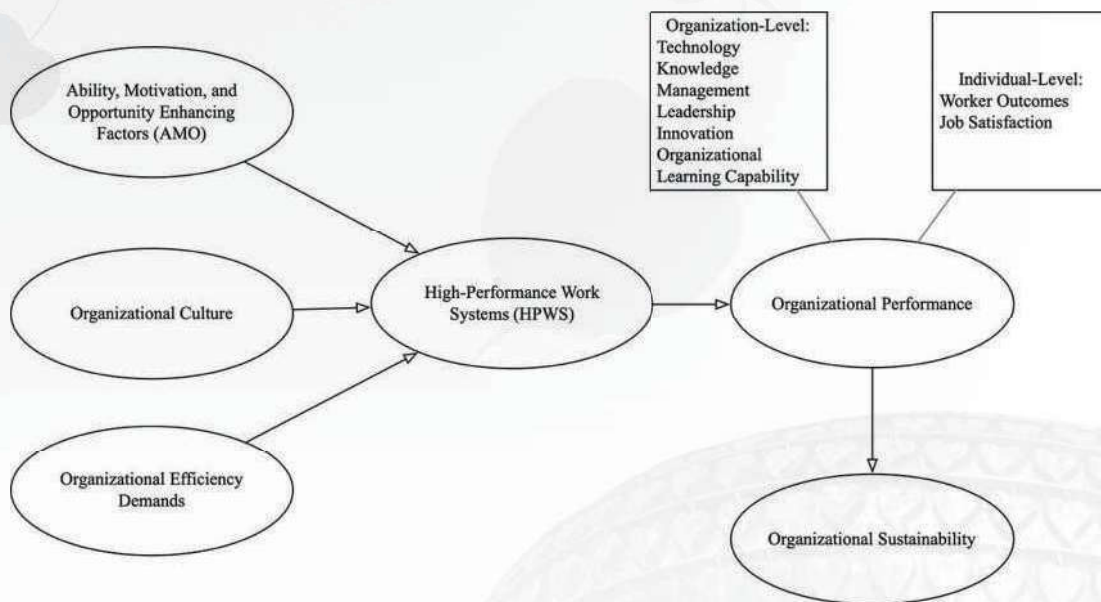 Organization-Level:
Technology
Knowledge
Management
Leadership
Innovation
Organizational
Learning Capability
Individual-Level:
Worker Outcomes
Job Satisfaction
Ability, Motivation, and
Opportunity Enhancing
Factors (AMO)
Organizational Culture
High-Performance Work
Systems (HPWS)
Organizational Performance
Organizational Efficiency
Demands
Organizational Sustainability